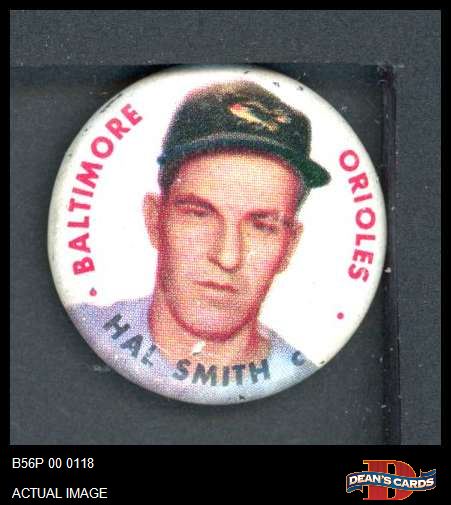 BALTIMORE
ORIOLES
HAL SMITH C
B56P 00 0118
ACTUAL IMAGE
D
DEAN'S CARDS